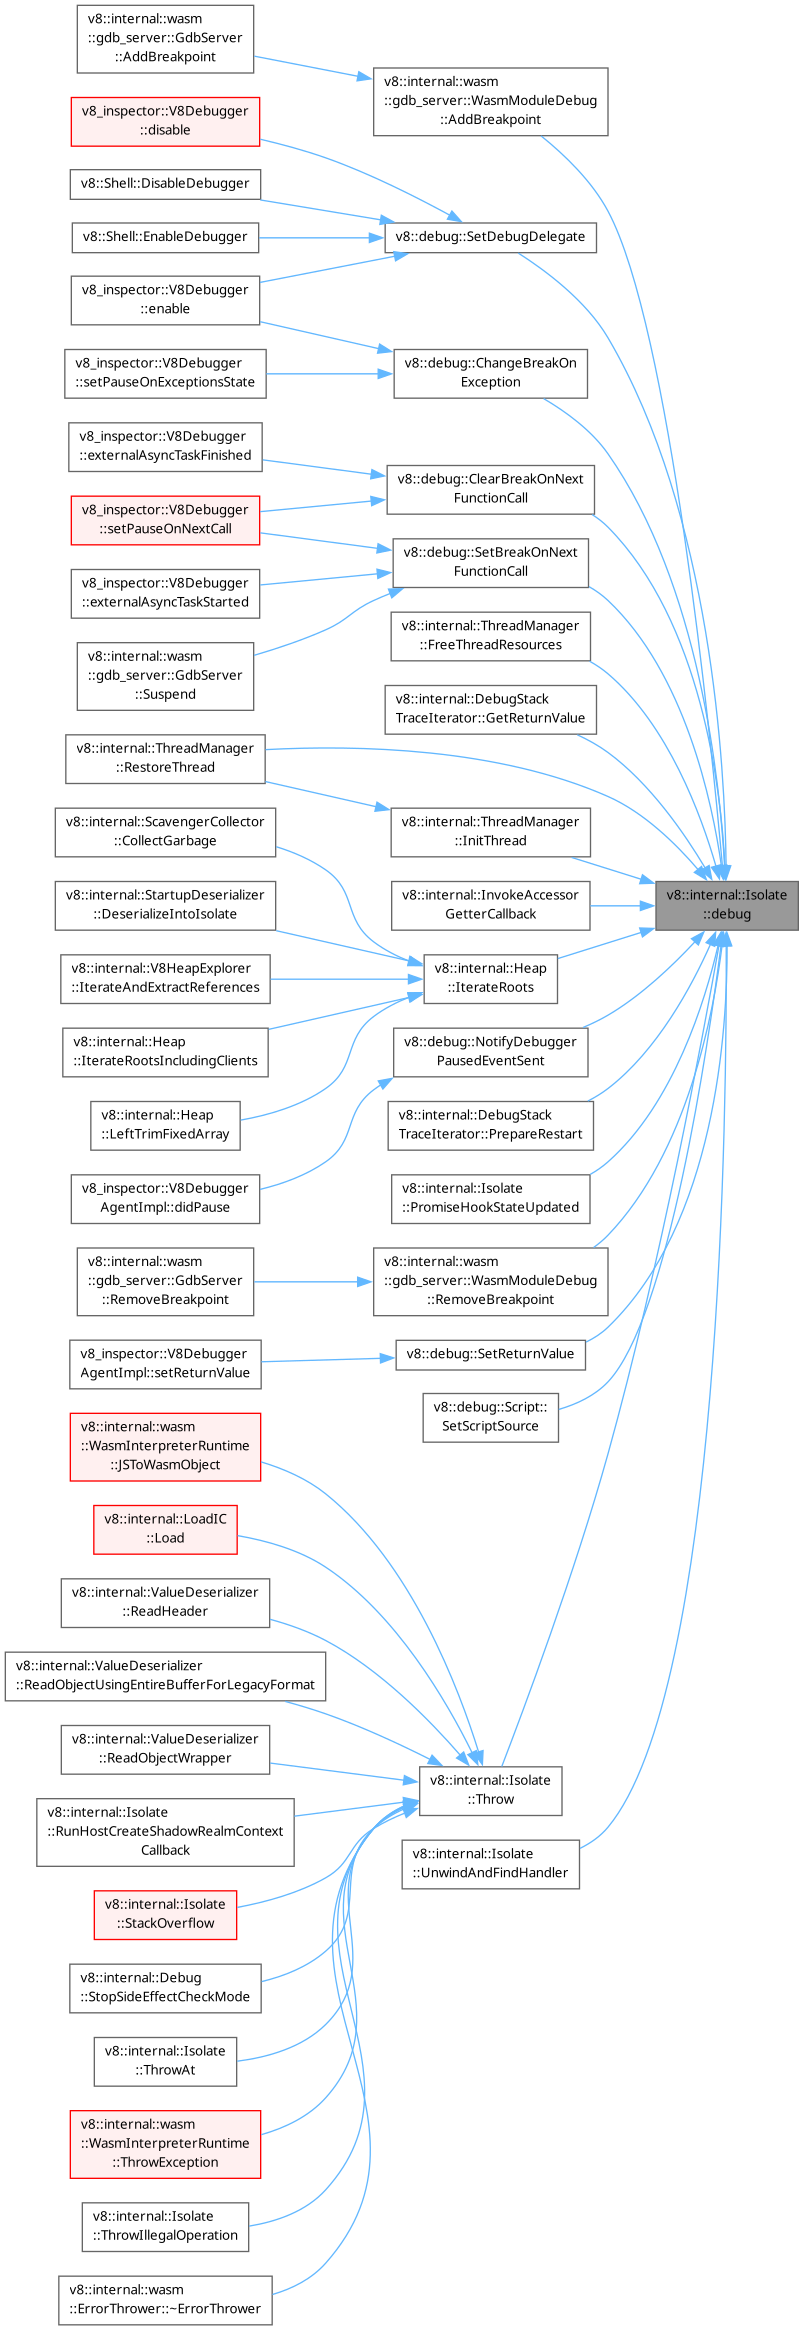 v8::internal::wasm
::gdb_server::GdbServer
::AddBreakpoint
v8::internal::wasm
::gdb_server::WasmModuleDebug
::AddBreakpoint
v8_inspector::V8Debugger
::disable
v8::Shell::DisableDebugger
v8::Shell::EnableDebugger
v8::debug::SetDebugDelegate
v8_inspector::V8Debugger
::enable
v8_inspector::V8Debugger
::setPauseOnExceptionsState
v8::debug::ChangeBreakOn
Exception
v8_inspector::V8Debugger
::externalAsyncTaskFinished
v8::debug::ClearBreakOnNext
FunctionCall
v8_inspector::V8Debugger
::setPauseOnNextCall
v8::debug::SetBreakOnNext
FunctionCall
v8_inspector::V8Debugger
::externalAsyncTaskStarted
v8::internal::ThreadManager
::FreeThreadResources
v8::internal::wasm
::gdb_server::GdbServer
::Suspend
v8::internal::DebugStack
TraceIterator::GetReturnValue
v8::internal::ThreadManager
::RestoreThread
v8::internal::ScavengerCollector
::CollectGarbage
v8::internal::ThreadManager
::InitThread
v8::internal::StartupDeserializer
::DeserializeIntoIsolate
v8::internal::InvokeAccessor
GetterCallback
v8::internal::Isolate
::debug
v8::internal::V8HeapExplorer
::IterateAndExtractReferences
v8::internal::Heap
::IterateRoots
v8::internal::Heap
::IterateRootsIncludingClients
v8::debug::NotifyDebugger
PausedEventSent
v8::internal::Heap
::LeftTrimFixedArray
v8::internal::DebugStack
TraceIterator::PrepareRestart
v8_inspector::V8Debugger
AgentImpl::didPause
v8::internal::Isolate
::PromiseHookStateUpdated
v8::internal::wasm
::gdb_server::GdbServer
::RemoveBreakpoint
v8::internal::wasm
::gdb_server::WasmModuleDebug
::RemoveBreakpoint
v8_inspector::V8Debugger
AgentImpl::setReturnValue
v8::debug::SetReturnValue
v8::debug::Script::
SetScriptSource
v8::internal::wasm
::WasmInterpreterRuntime
::JSToWasmObject
v8::internal::LoadIC
::Load
v8::internal::ValueDeserializer
::ReadHeader
v8::internal::ValueDeserializer
::ReadObjectUsingEntireBufferForLegacyFormat
v8::internal::ValueDeserializer
::ReadObjectWrapper
v8::internal::Isolate
::Throw
v8::internal::Isolate
::RunHostCreateShadowRealmContext
Callback
v8::internal::Isolate
::UnwindAndFindHandler
v8::internal::Isolate
::StackOverflow
v8::internal::Debug
::StopSideEffectCheckMode
v8::internal::Isolate
::ThrowAt
v8::internal::wasm
::WasmInterpreterRuntime
::ThrowException
v8::internal::Isolate
::ThrowIllegalOperation
v8::internal::wasm
::ErrorThrower::~ErrorThrower